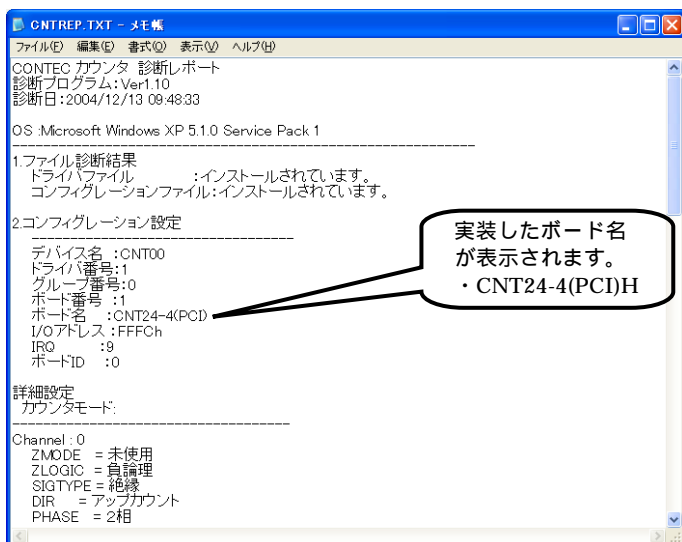 CNTREP.TXT - メモ帳
ファイル(F) 編集(E) 書式(O) 表示(V) ヘルプ(H)
CONTEC カウンタ 診断レポート
診断プログラム:Ver1.10
診断日:2004/12/13 09:48:33
OS :Microsoft Windows XP 5.1.0 Service Pack 1
------------------------------------------------------------
1.ファイル診断結果
ドライバファイル :インストールされています。
コンフィグレーションファイル:インストールされています。
2.コンフィグレーション設定
----------------------------------
デバイス名 :CNT00
ドライバ番号:1
グループ番号:0
ボード番号 :1
ボード名 :CNT24-4(PCI)
I/Oアドレス :FFFCh
IRQ :9
ボードID :0
実装したボード名
が表示されます。
・CNT24-4(PCI)H
詳細設定
カウンタモード:
------------------------------------
Channel : 0
ZMODE = 未使用
ZLOGIC = 負論理
SIGTYPE = 絶縁
DIR = アップカウント
PHASE = 2相